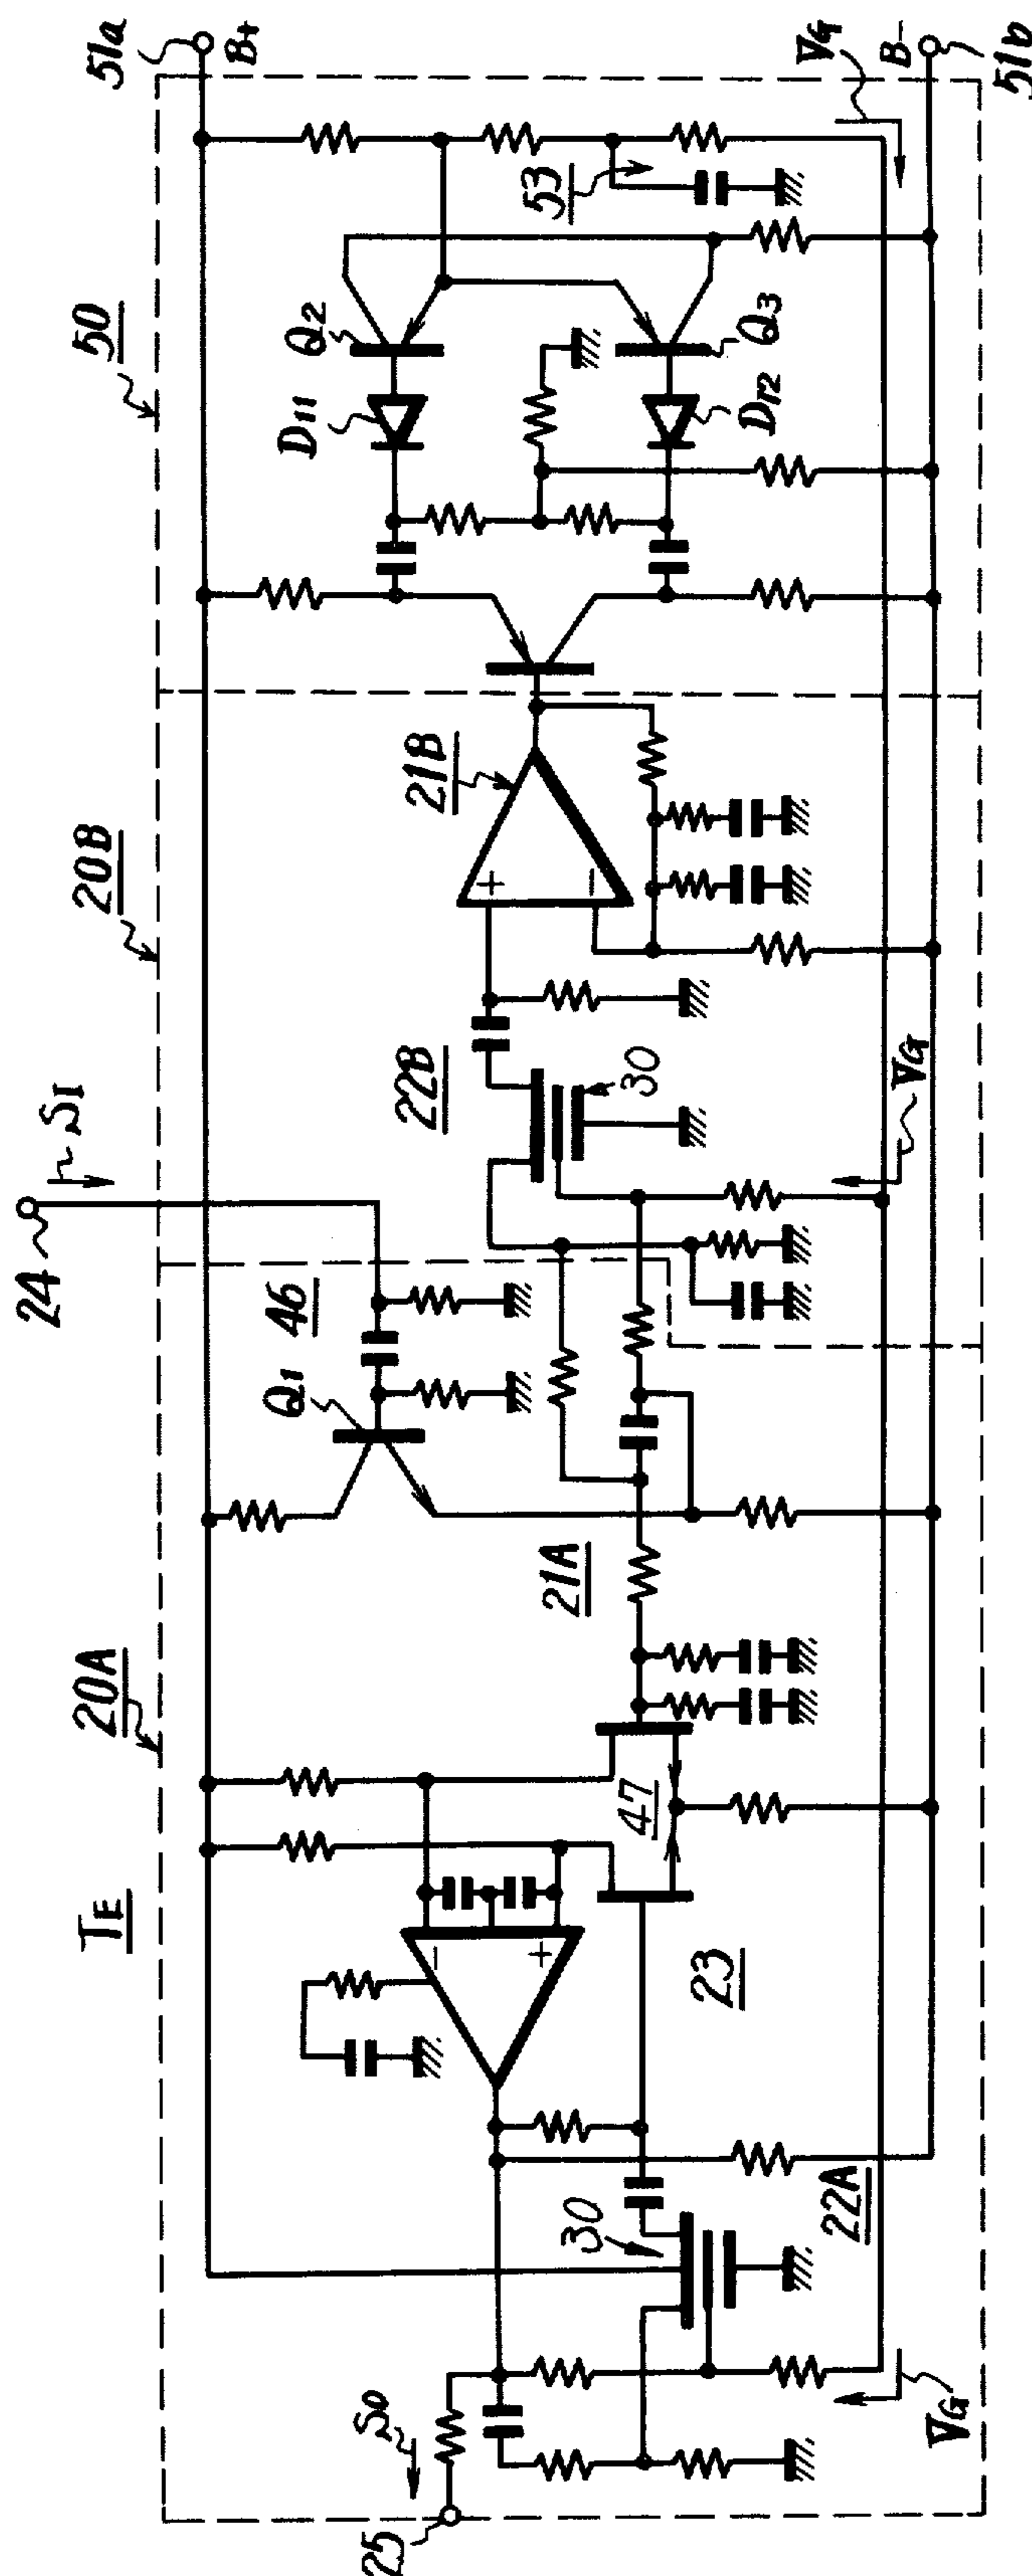 51a
B+
VG
B-
51b
53
50
Q2
Q3
D11
D12
21B
+
-
20B
22B
30
VG
SI
24
46
Q1
21A
20A
47
TE
23
-
+
30
22A
VG
SO
25